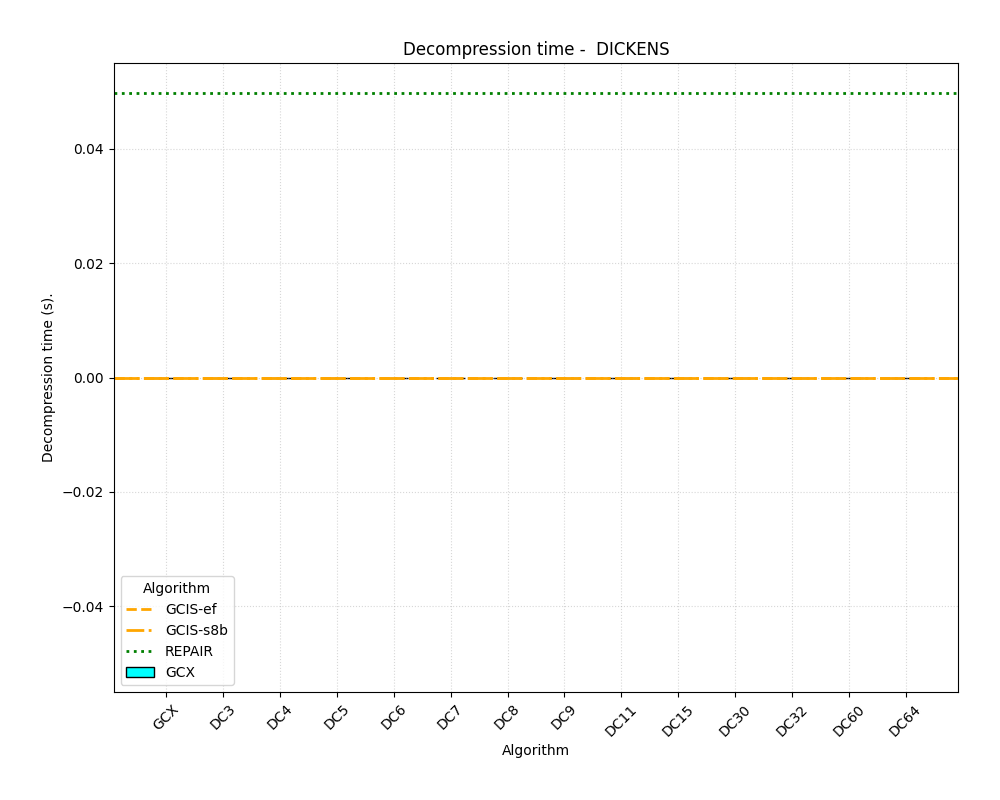 Decompression time -  DICKENS
Decompression time (s).
0.04
0.02
0.00
−0.02
−0.04
Algorithm
GCIS-ef
GCIS-s8b
REPAIR
GCX
GCX
DC3
DC4
DC5
DC6
DC7
DC8
DC9
DC11
DC15
DC30
DC32
DC60
DC64
Algorithm